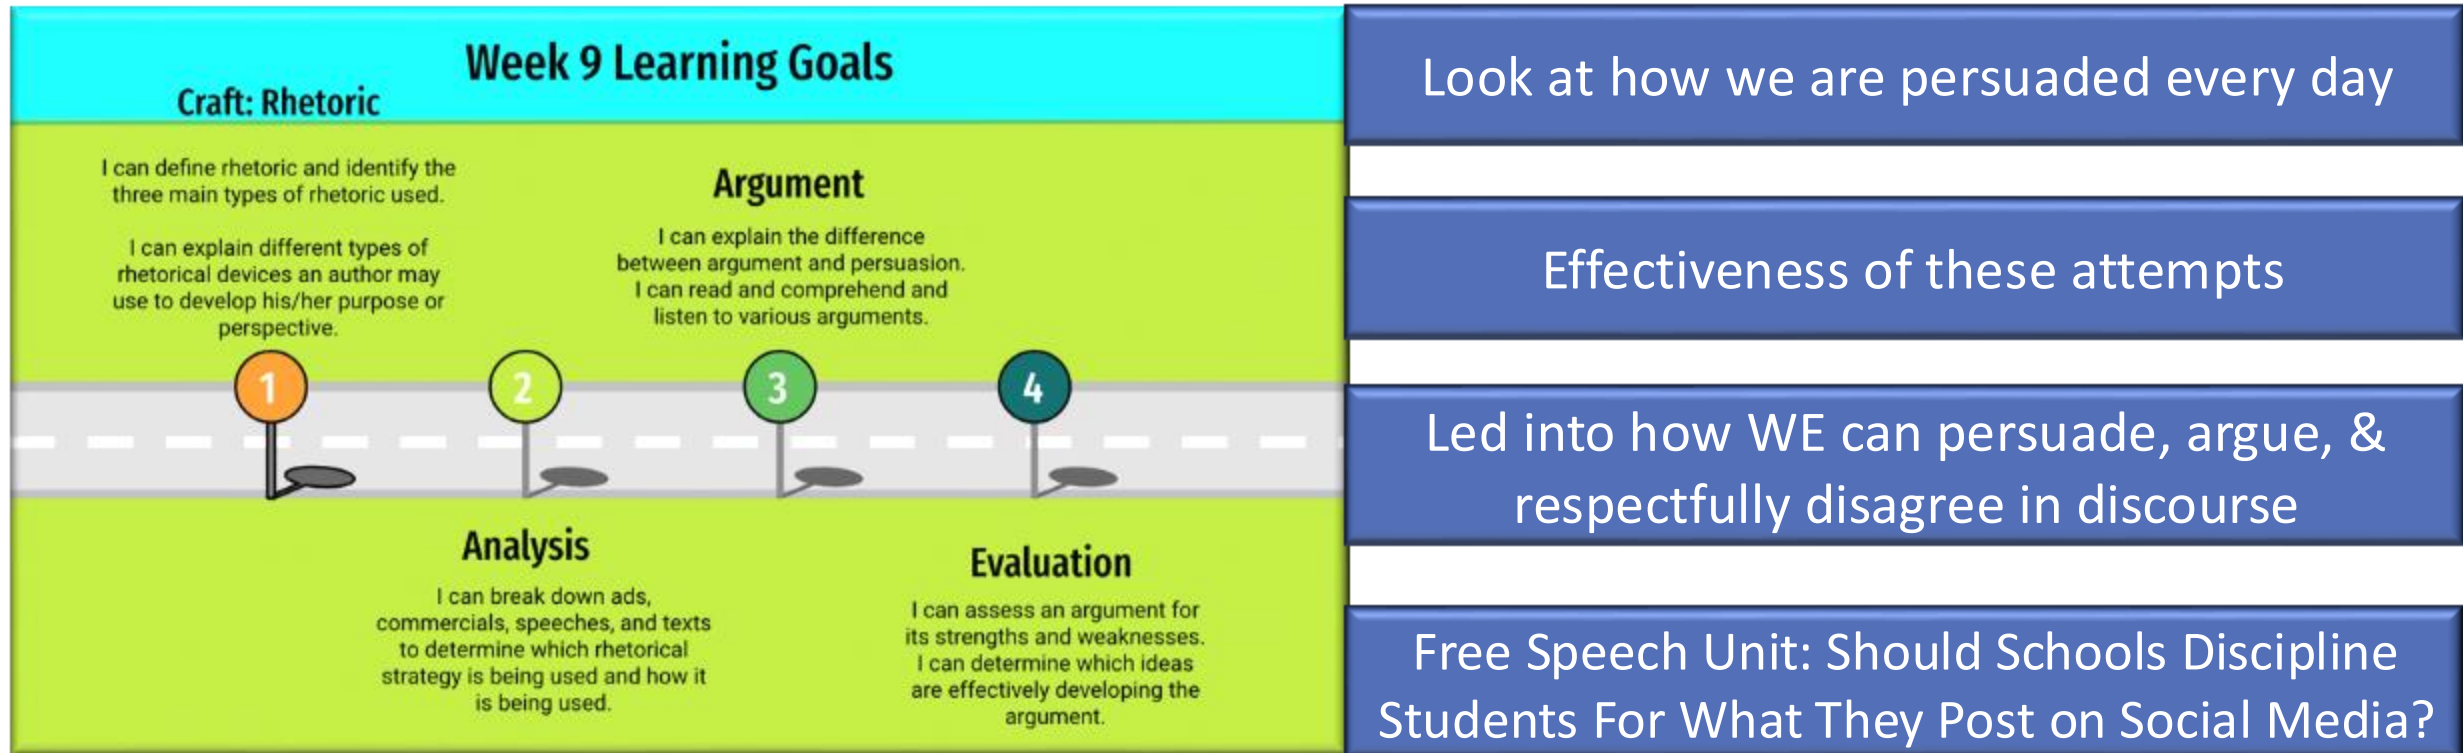 Week 9 Learning Goals
Craft: Rhetoric
I can define rhetoric and identify the
three main types of rhetoric used.
I can explain different types of
rhetorical devices an author may
use to develop his/her purpose or
perspective.
Argument
I can explain the difference
between argument and persuasion.
I can read and comprehend and
listen to various arguments.
1
2
3
4
Analysis
I can break down ads,
commercials, speeches, and texts
to determine which rhetorical
strategy is being used and how it
is being used.
Evaluation
I can assess an argument for
its strengths and weaknesses.
I can determine which ideas
are effectively developing the
argument.
Look at how we are persuaded every day
Effectiveness of these attempts
Led into how WE can persuade, argue, &
respectfully disagree in discourse
Free Speech Unit: Should Schools Discipline
Students For What They Post on Social Media?